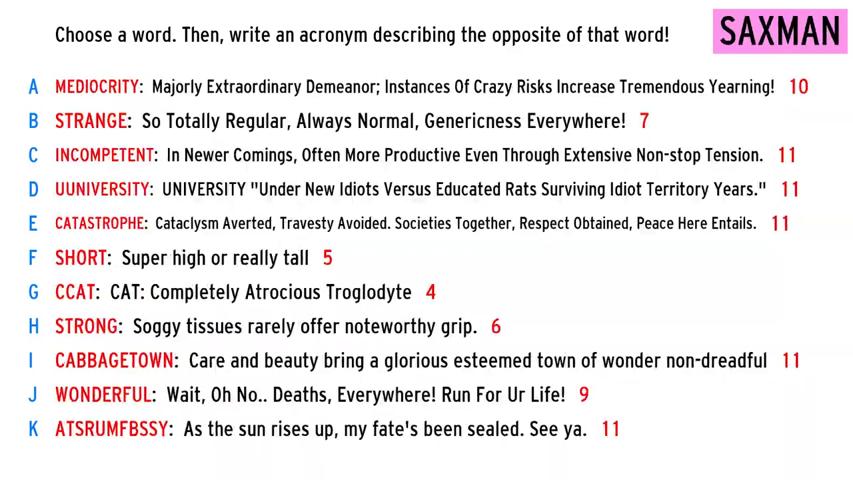 Choose a word. Then, write an acronym describing the opposite of that word!
SAXMAN
A MEDIOCRITY: Majorly Extraordinary Demeanor; Instances Of Crazy Risks Increase Tremendous Yearning! 10
B STRANGE: So Totally Regular, Always Normal, Genericness Everywhere! 7
C INCOMPETENT: In Newer Comings, Often More Productive Even Through Extensive Non-stop Tension. 11
D UUNIVERSITY: UNIVERSITY "Under New Idiots Versus Educated Rats Surviving Idiot Territory Years." 11
E CATASTROPHE: Cataclysm Averted, Travesty Avoided. Societies Together, Respect Obtained, Peace Here Entails. 11
F SHORT: Super high or really tall 5
G CCAT: CAT: Completely Atrocious Troglodyte 4
H STRONG: Soggy tissues rarely offer noteworthy grip. 6
I CABBAGETOWN: Care and beauty bring a glorious esteemed town of wonder non-dreadful 11
J WONDERFUL: Wait, Oh No.. Deaths, Everywhere! Run For Ur Life! 9
K ATSRUMFBSSY: As the sun rises up, my fate's been sealed. See ya. 11